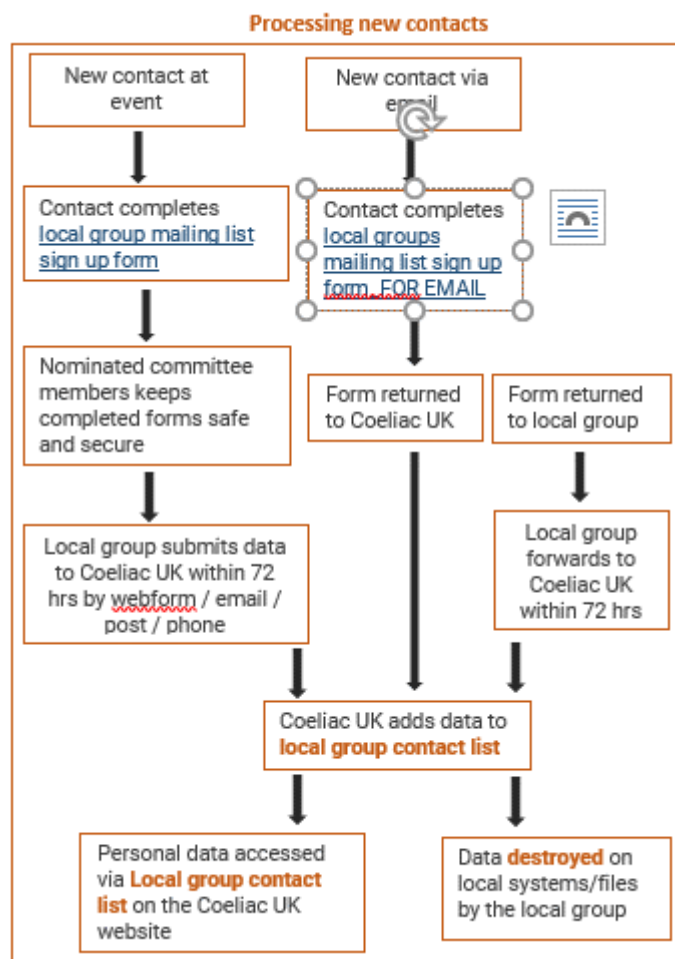 Processing new contacts
New contact at
event
New contact via
email
Contact completes
local group mailing list
sign up form
Contact completes
local groups
mailing list sign up
form  FOR EMAIL
Nominated committee
members keeps
completed forms safe
and secure
Form returned
to Coeliac UK
Form returned
to local group
Local group submits data
to Coeliac UK within 72
hrs by webform / email /
post / phone
Local group
forwards to
Coeliac UK
within 72 hrs
Coeliac UK adds data to
local group contact list
Personal data accessed
via Local group contact
list on the Coeliac UK
website
Data destroyed on
local systems/files
by the local group